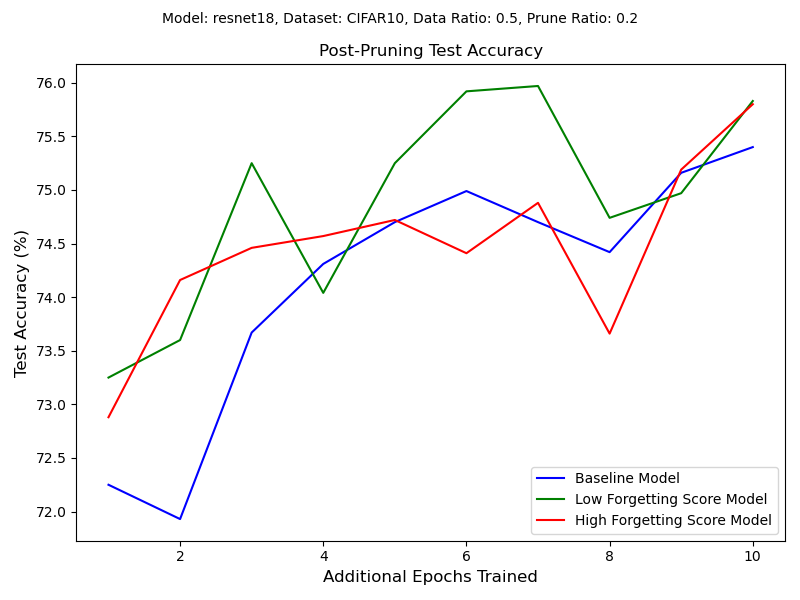 Model: resnet18, Dataset: CIFAR10, Data Ratio: 0.5, Prune Ratio: 0.2
Post-Pruning Test Accuracy
76.0
75.5
75.0
74.5
74.0
73.5
73.0
72.5
72.0
Test Accuracy (%)
Baseline Model
Low Forgetting Score Model
High Forgetting Score Model
2 4 6 8 10
Additional Epochs Trained